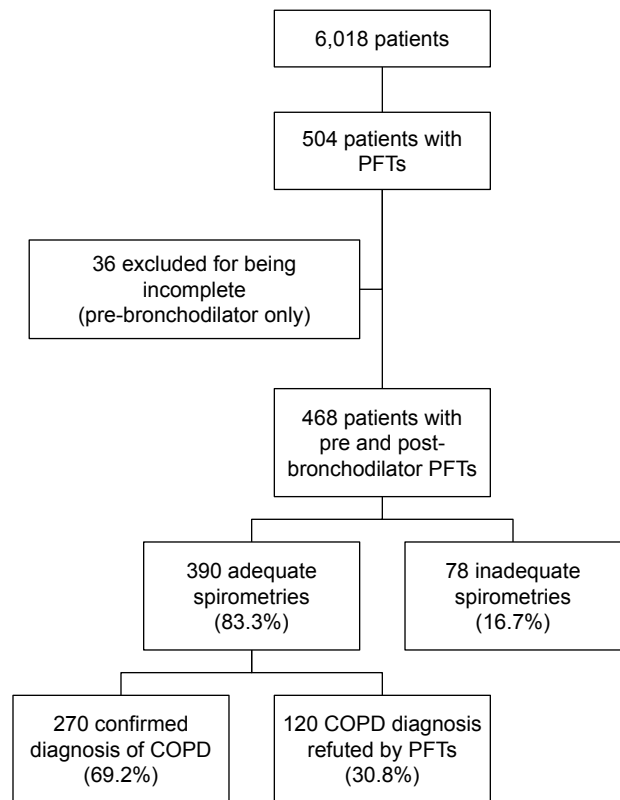 6,018 patients
504 patients with
PFTs
36 excluded for being
incomplete
(pre-bronchodilator only)
468 patients with
pre and post-
bronchodilator PFTs
390 adequate
spirometries
(83.3%)
78 inadequate
spirometries
(16.7%)
270 confirmed
diagnosis of COPD
(69.2%)
120 COPD diagnosis
refuted by PFTs
(30.8%)